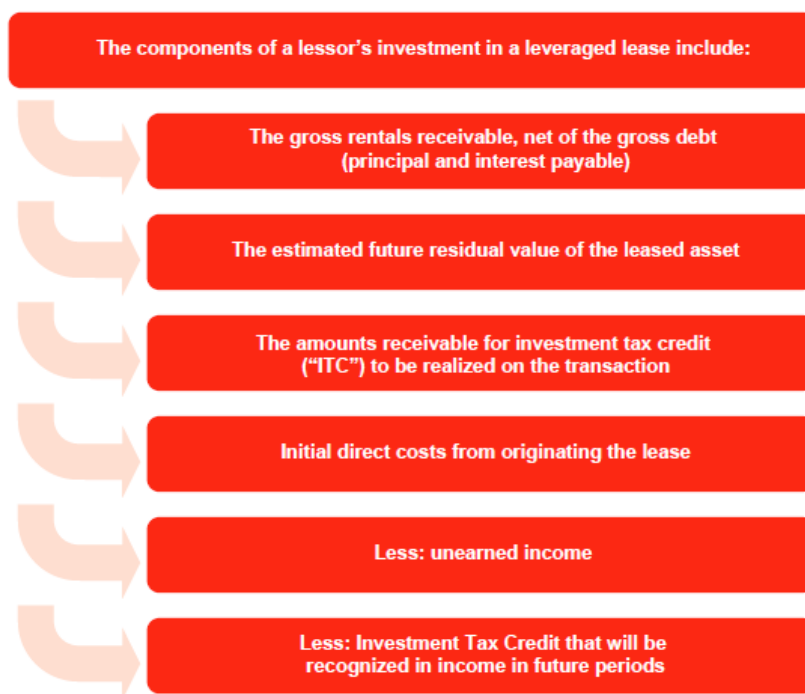 The components of a lessor's investment in a leveraged lease include:
The gross rentals receivable, net of the gross debt
(principal and interest payable)
The estimated future residual value of the leased asset
The amounts receivable for investment tax credit
(“ITC”) to be realized on the transaction
Initial direct costs from originating the lease
Less: unearned income
Less: Investment Tax Credit that will be
recognized in income in future periods